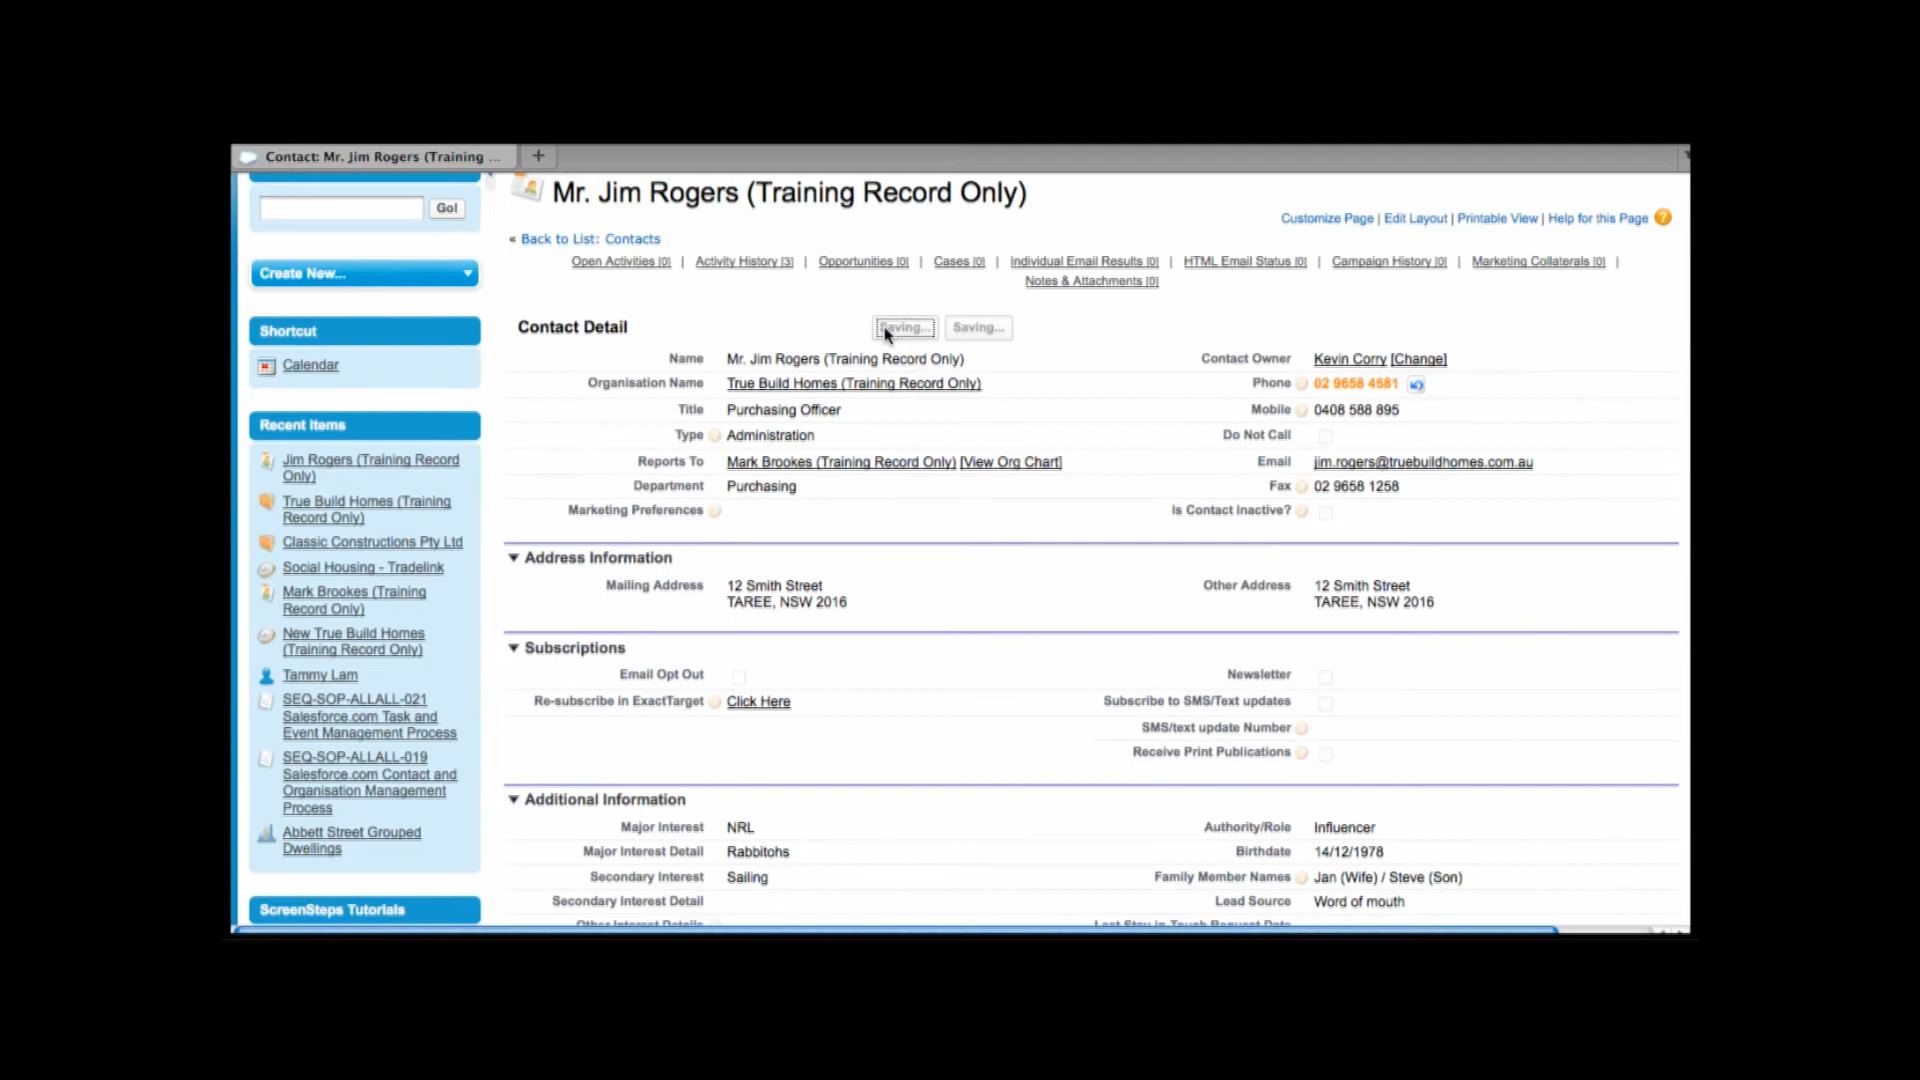 Contact: Mr. Jim Rogers (Training ...
+
Mr. Jim Rogers (Training Record Only)
Go!
Customize Page | Edit Layout | Printable View | Help for this Page ?
« Back to List: Contacts
Open Activities [0] | Activity History [3] | Opportunities [0] | Cases [0] | Individual Email Results [0] | HTML Email Status [0] | Campaign History [0] | Marketing Collaterals [0] |
Notes & Attachments [0]
Create New...
Shortcut
Calendar
Recent Items
Jim Rogers (Training Record
Only)
True Build Homes (Training
Record Only)
Classic Constructions Pty Ltd
Social Housing - Tradelink
Mark Brookes (Training
Record Only)
New True Build Homes
(Training Record Only)
Tammy Lam
SEQ-SOP-ALLALL-021
Salesforce.com Task and
Event Management Process
SEQ-SOP-ALLALL-019
Salesforce.com Contact and
Organisation Management
Process
Abbett Street Grouped
Dwellings
ScreenSteps Tutorials
Contact Detail
Saving... Saving...
Name Mr. Jim Rogers (Training Record Only) Contact Owner Kevin Corry [Change]
Organisation Name True Build Homes (Training Record Only) Phone 02 9658 4581
Title Purchasing Officer Mobile 0408 588 895
Type Administration Do Not Call
Reports To Mark Brookes (Training Record Only) [View Org Chart] Email jim.rogers@truebuildhomes.com.au
Department Purchasing Fax 02 9658 1258
Marketing Preferences Is Contact Inactive?
Address Information
Mailing Address 12 Smith Street Other Address 12 Smith Street
TAREE, NSW 2016 TAREE, NSW 2016
Subscriptions
Email Opt Out Newsletter
Re-subscribe in ExactTarget Click Here Subscribe to SMS/Text updates
SMS/text update Number
Receive Print Publications
Additional Information
Major Interest NRL Authority/Role Influencer
Major Interest Detail Rabbitohs Birthdate 14/12/1978
Secondary Interest Sailing Family Member Names Jan (Wife) / Steve (Son)
Secondary Interest Detail Lead Source Word of mouth
Other Interest Details Last Stay in Touch Request Date